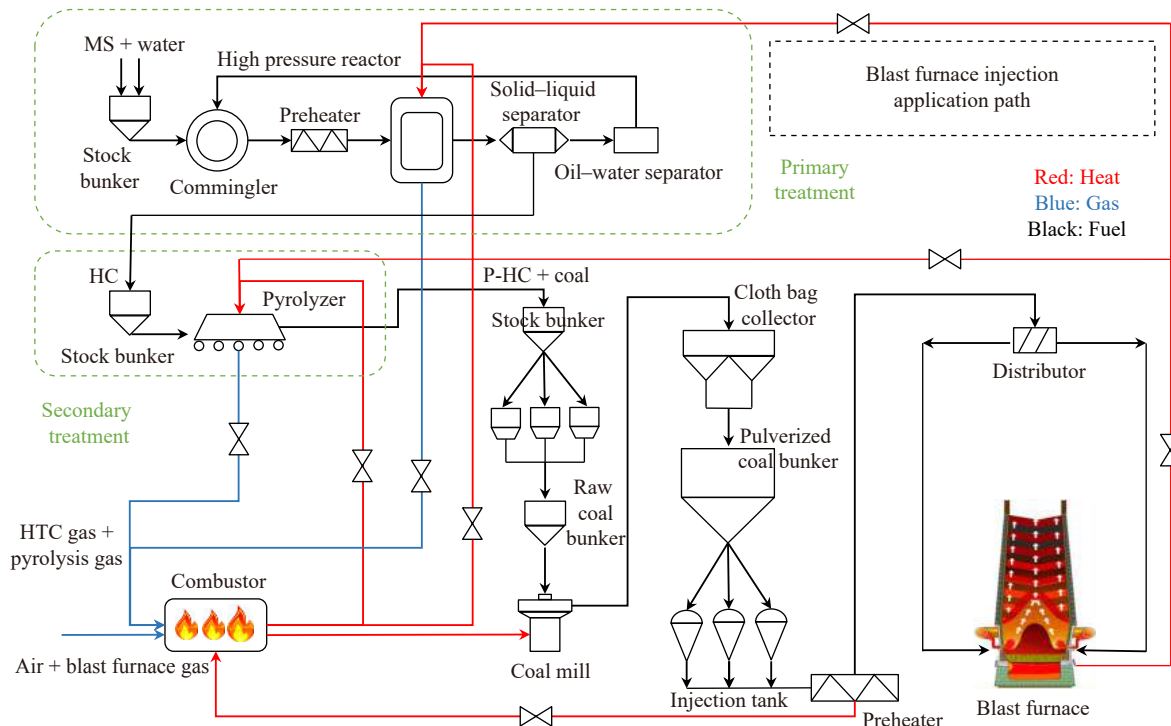 MS + water
High pressure reactor
Solid–liquid
separator
Preheater
Stock
bunker
Commingler
Oil–water separator
Primary
treatment
Blast furnace injection
application path
Red: Heat
Blue: Gas
Black: Fuel
HC
Pyrolyzer
Stock bunker
P-HC + coal
Stock bunker
Cloth bag
collector
Distributor
Secondary
treatment
Pulverized
coal bunker
Raw
coal
bunker
HTC gas +
pyrolysis gas
Combustor
Air + blast furnace gas
Coal mill
Injection tank
Preheater
Blast furnace